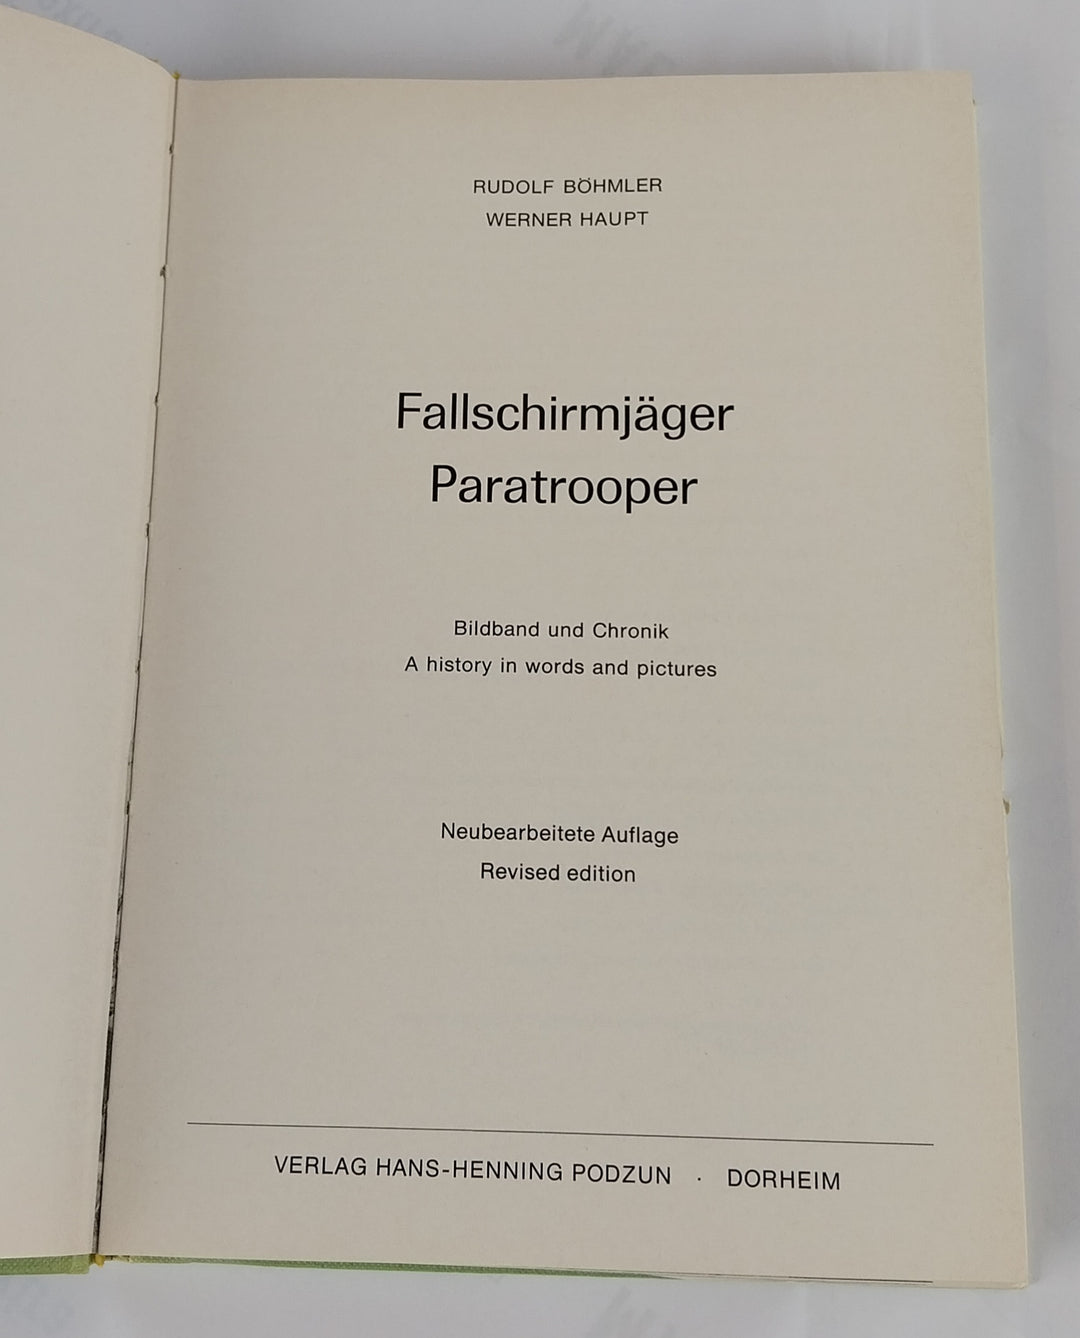 RUDOLF BÖHMLER
WERNER HAUPT
Fallschirmjäger
Paratrooper
Bildband und Chronik
A history in words and pictures
Neubearbeitete Auflage
Revised edition
VERLAG HANS-HENNING PODZUN · DORHEIM